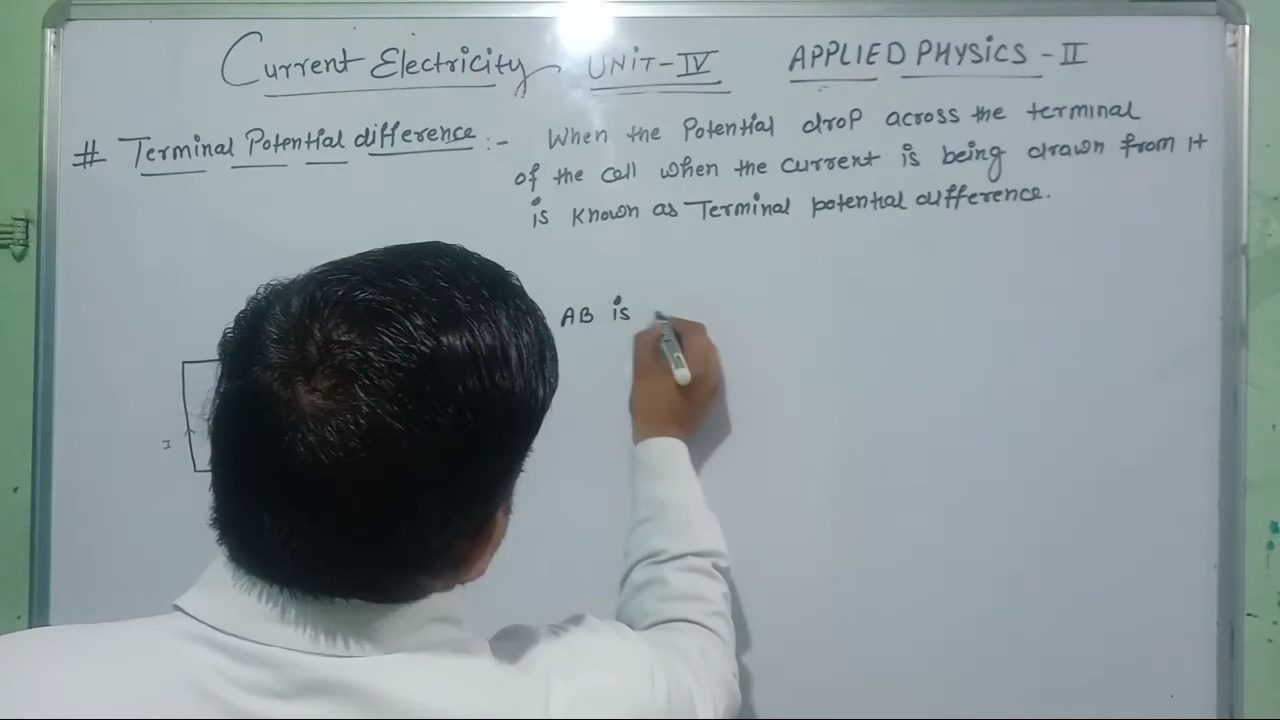 Current Electricity UNIT-IV APPLIED PHYSICS - II
# Terminal Potential difference :- When the Potential drop across the terminal
of the cell when the current is being drawn from it
is known as Terminal potential difference.
AB is
I